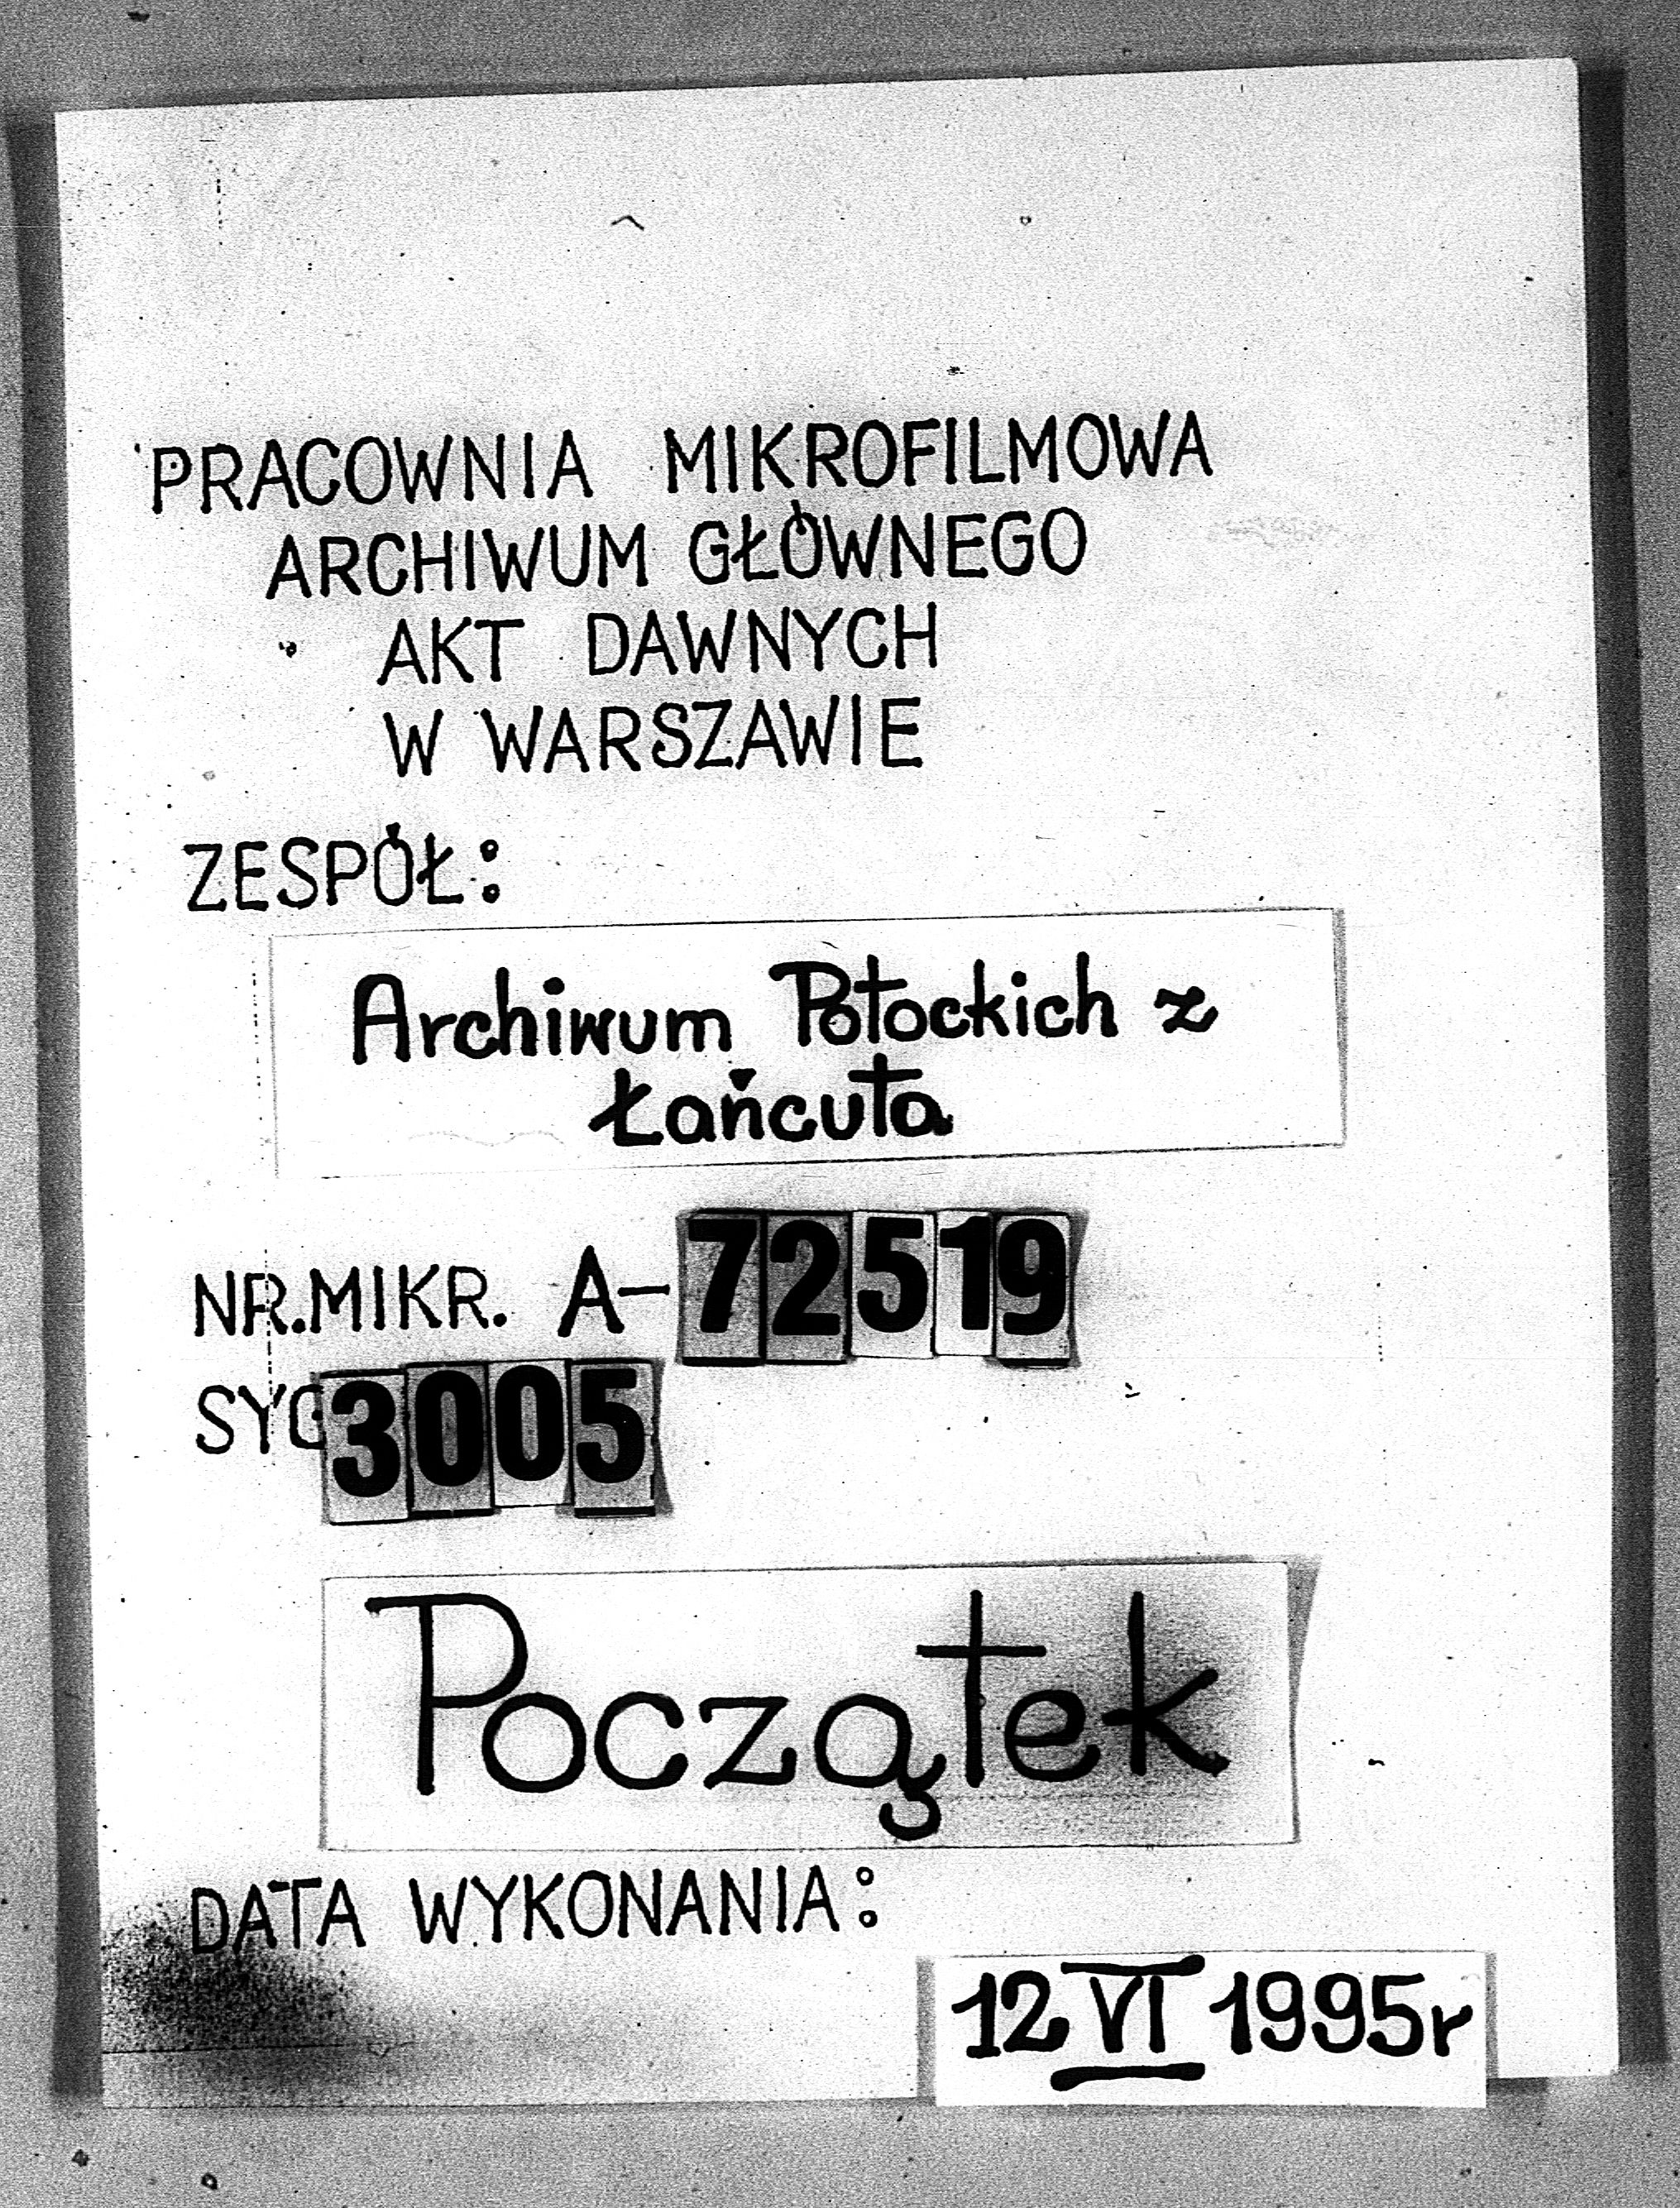 PRACOWNIA MIKROFILMOWA
ARCHIWUM GŁÓWNEGO
AKT DAWNYCH
W WARSZAWIE
ZESPÓŁ:
Archiwum Potockich z
Łańcuta
NR.MIKR. A-72519
SYG 3005
Początek
DATA WYKONANIA:
12 VI 1995r